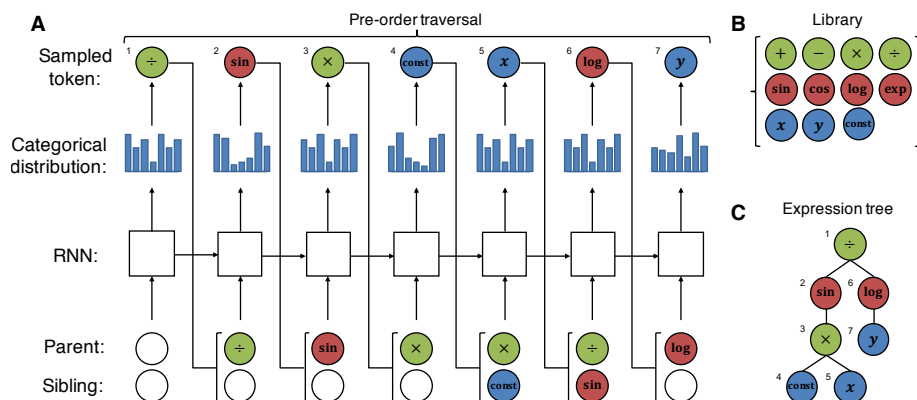 A
Pre-order traversal
Sampled token:
1 ÷
2 sin
3 ×
4 const
5 x
6 log
7 y
Categorical distribution:
RNN:
Parent:
÷ sin × × ÷ log
Sibling:
const sin
B
Library
+ − × ÷
sin cos log exp
x y const
C
Expression tree
1 ÷
2 sin 6 log
3 × 7 y
4 const 5 x